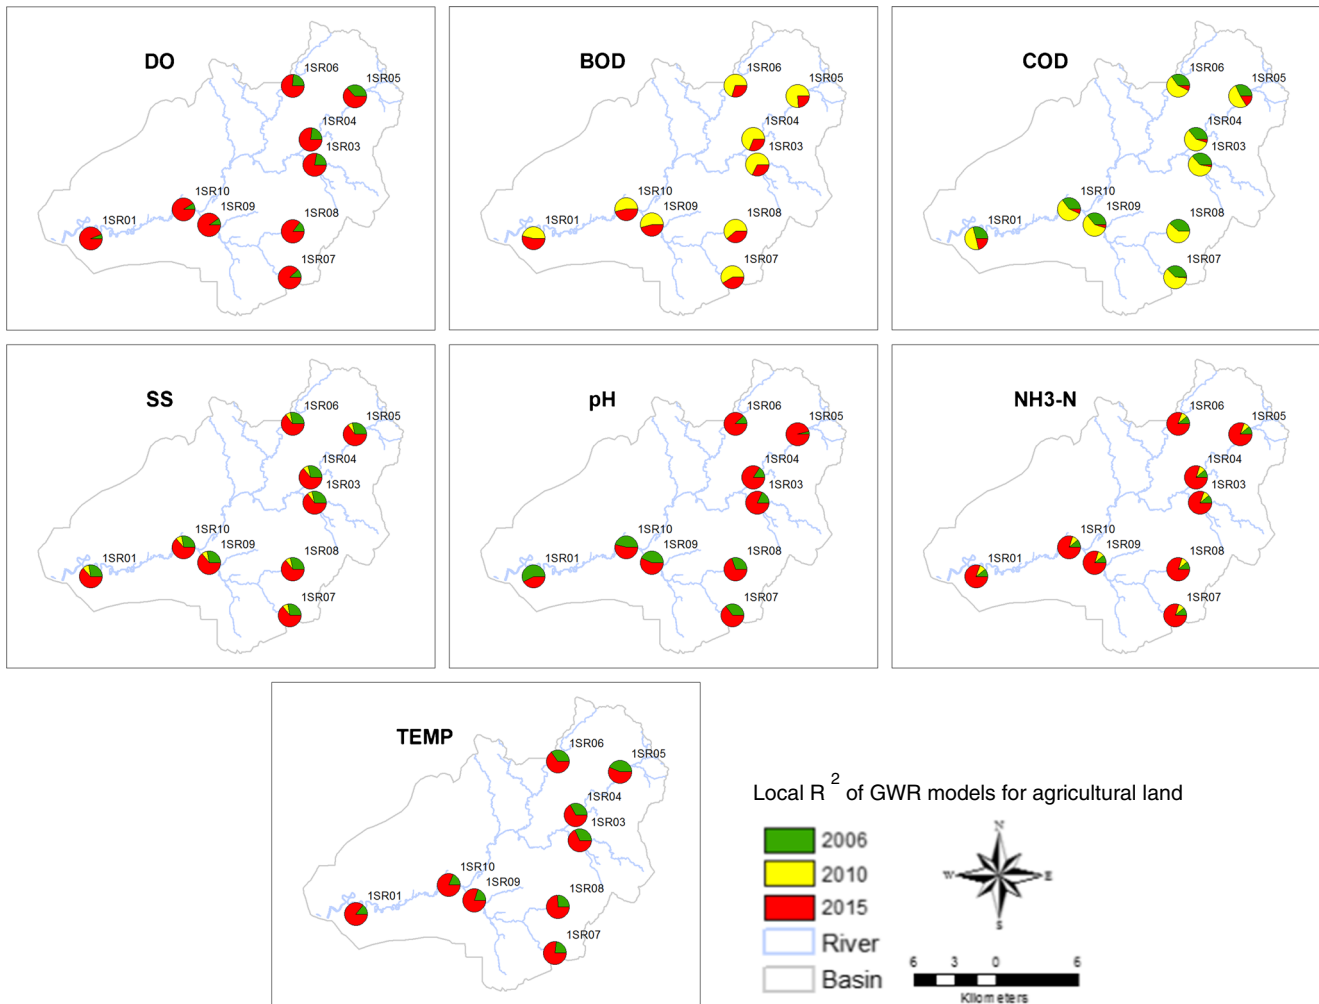 DO
1SR06
1SR05
1SR04
1SR03
1SR10
1SR09
1SR08
1SR01
1SR07
BOD
1SR06
1SR05
1SR04
1SR03
1SR10
1SR09
1SR08
1SR01
1SR07
COD
1SR06
1SR05
1SR04
1SR03
1SR10
1SR09
1SR08
1SR01
1SR07
SS
1SR06
1SR05
1SR04
1SR03
1SR10
1SR09
1SR08
1SR01
1SR07
pH
1SR06
1SR05
1SR04
1SR03
1SR10
1SR09
1SR08
1SR01
1SR07
NH3-N
1SR06
1SR05
1SR04
1SR03
1SR10
1SR09
1SR08
1SR01
1SR07
TEMP
1SR06
1SR05
1SR04
1SR03
1SR10
1SR09
1SR08
1SR01
1SR07
Local R 2 of GWR models for agricultural land
2006
2010
2015
River
Basin
N
W E
S
6 3 0 6
Kilometers